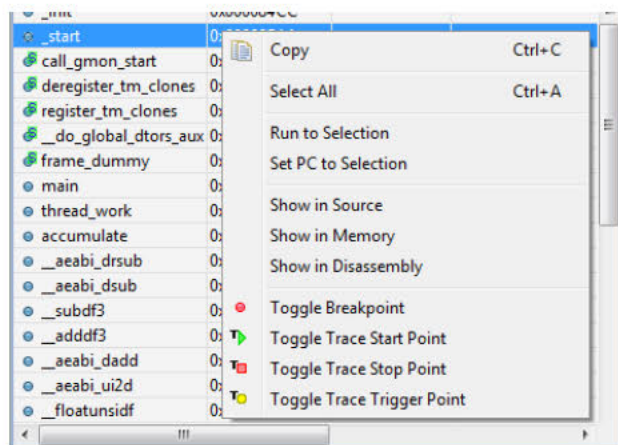 _init 0x000084CC
_start
call_gmon_start
deregister_tm_clones
register_tm_clones
__do_global_dtors_aux
frame_dummy
main
thread_work
accumulate
__aeabi_drsub
__aeabi_dsub
__subdf3
__adddf3
__aeabi_dadd
__aeabi_ui2d
__floatunsidf
Copy Ctrl+C
Select All Ctrl+A
Run to Selection
Set PC to Selection
Show in Source
Show in Memory
Show in Disassembly
Toggle Breakpoint
Toggle Trace Start Point
Toggle Trace Stop Point
Toggle Trace Trigger Point